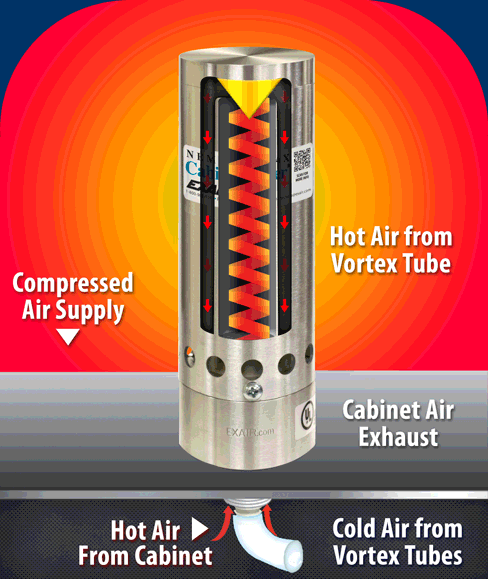 Hot Air from
Vortex Tube
Compressed
Air Supply
EXAIR.com
UL
Cabinet Air
Exhaust
Hot Air
From Cabinet
Cold Air from
Vortex Tubes